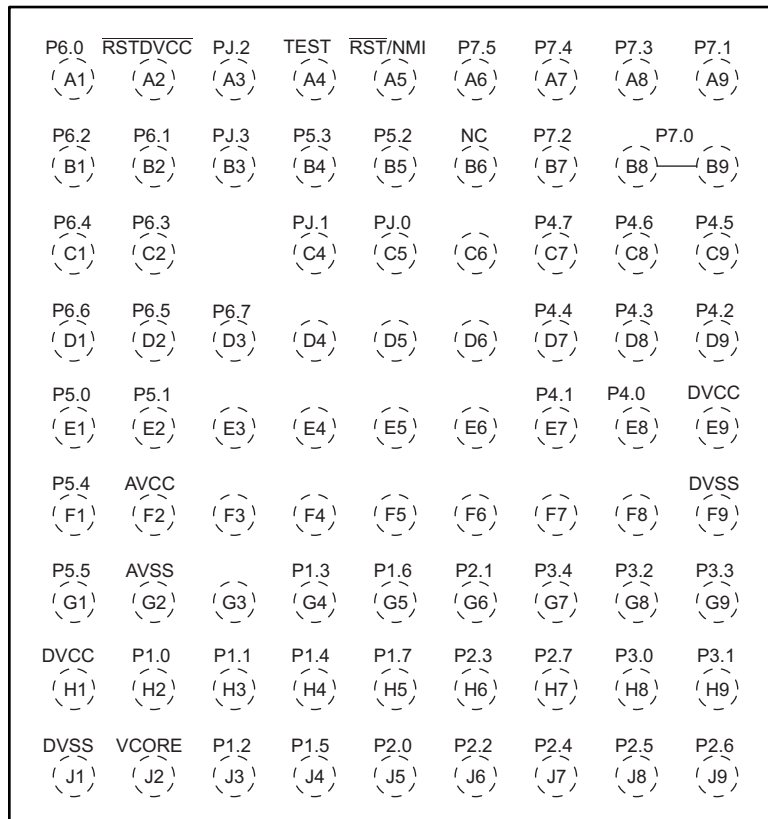 P6.0 RSTDVCC PJ.2 TEST RST/NMI P7.5 P7.4 P7.3 P7.1
A1 A2 A3 A4 A5 A6 A7 A8 A9
P6.2 P6.1 PJ.3 P5.3 P5.2 NC P7.2 P7.0
B1 B2 B3 B4 B5 B6 B7 B8 B9
P6.4 P6.3 PJ.1 PJ.0 P4.7 P4.6 P4.5
C1 C2 C4 C5 C6 C7 C8 C9
P6.6 P6.5 P6.7 P4.4 P4.3 P4.2
D1 D2 D3 D4 D5 D6 D7 D8 D9
P5.0 P5.1 P4.1 P4.0 DVCC
E1 E2 E3 E4 E5 E6 E7 E8 E9
P5.4 AVCC DVSS
F1 F2 F3 F4 F5 F6 F7 F8 F9
P5.5 AVSS P1.3 P1.6 P2.1 P3.4 P3.2 P3.3
G1 G2 G3 G4 G5 G6 G7 G8 G9
DVCC P1.0 P1.1 P1.4 P1.7 P2.3 P2.7 P3.0 P3.1
H1 H2 H3 H4 H5 H6 H7 H8 H9
DVSS VCORE P1.2 P1.5 P2.0 P2.2 P2.4 P2.5 P2.6
J1 J2 J3 J4 J5 J6 J7 J8 J9